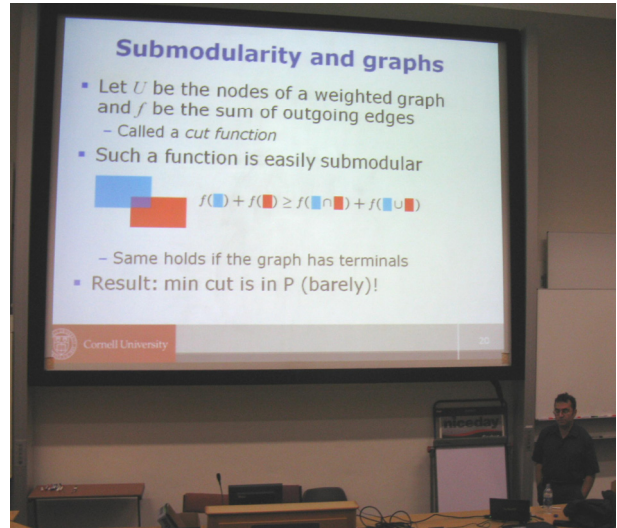 Submodularity and graphs
▪ Let U be the nodes of a weighted graph
and f be the sum of outgoing edges
– Called a cut function
▪ Such a function is easily submodular
f(■) + f(■) ≥ f(■∩■) + f(■∪■)
– Same holds if the graph has terminals
▪ Result: min cut is in P (barely)!
Cornell University
20
niceday